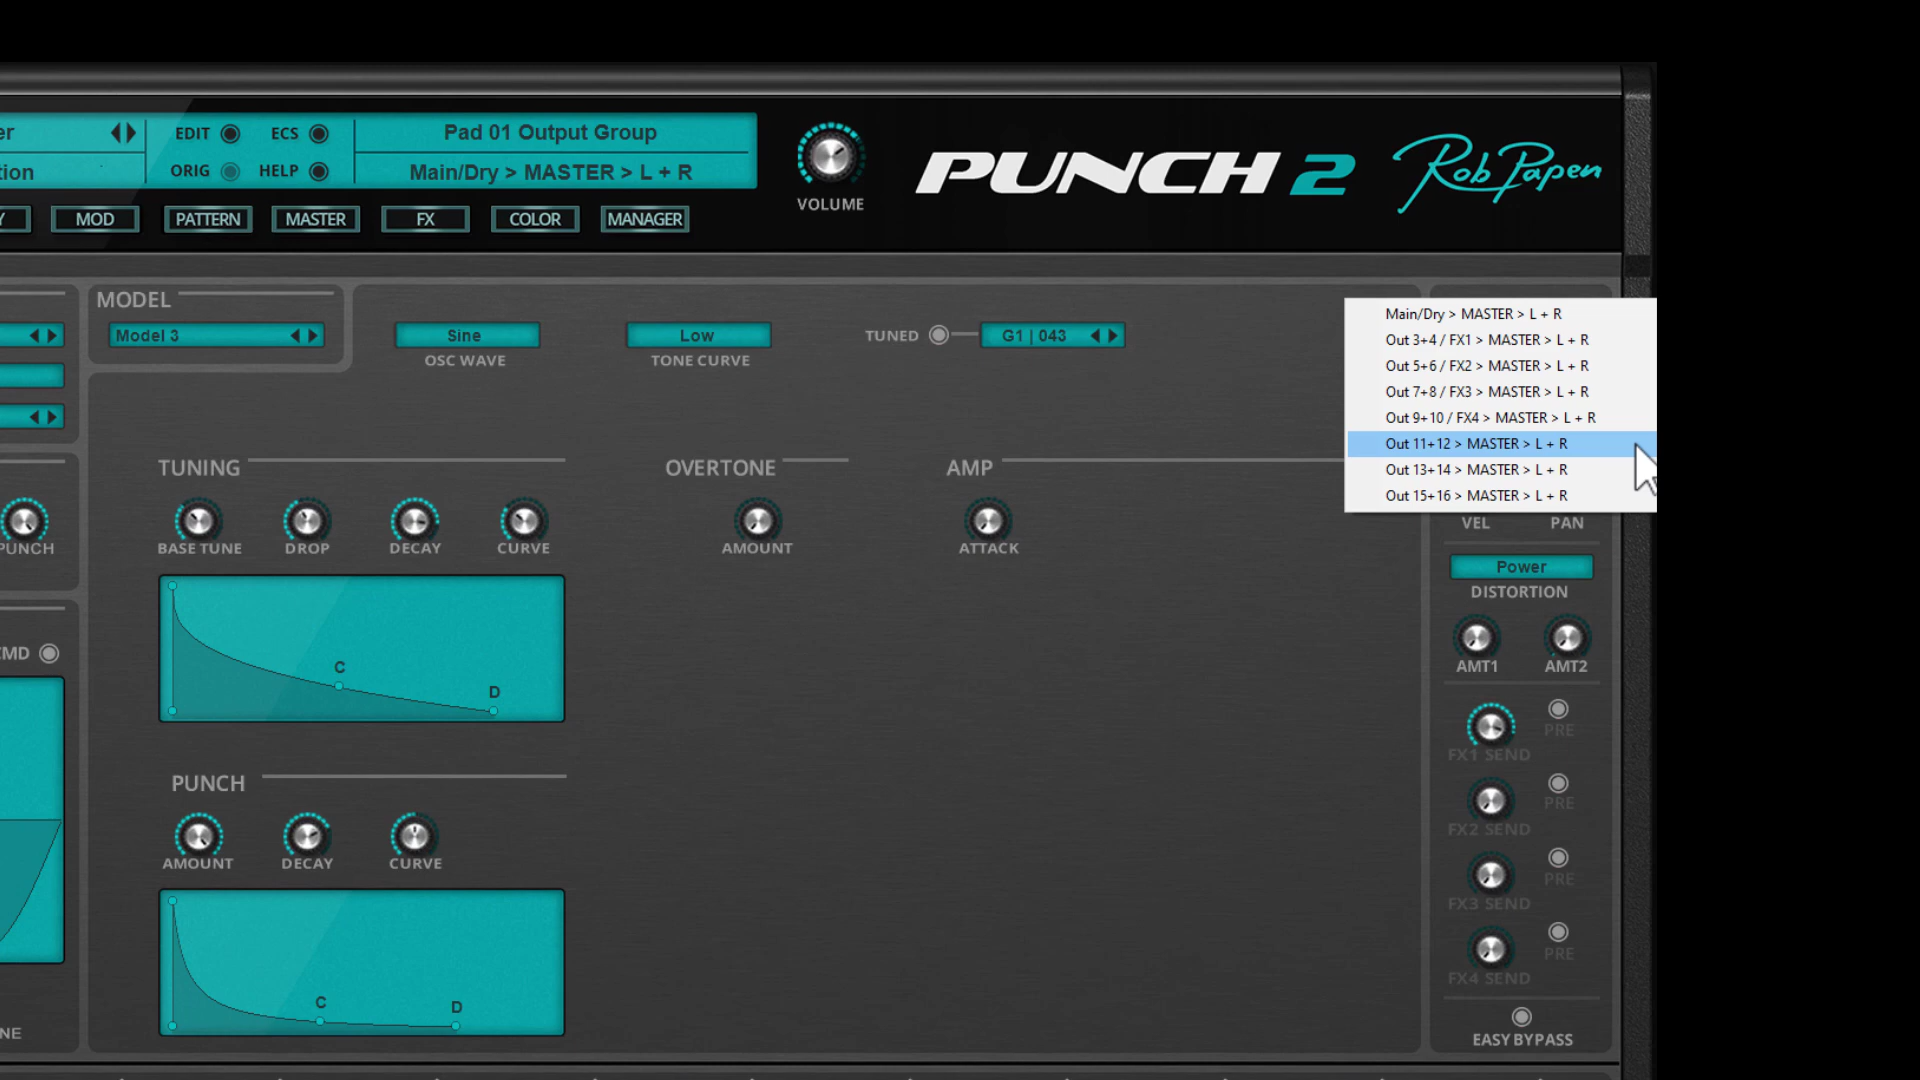 er
EDIT
ECS
Pad 01 Output Group
tion
ORIG
HELP
Main/Dry > MASTER > L + R
VOLUME
PUNCH 2
Rob Papen
Y
MOD
PATTERN
MASTER
FX
COLOR
MANAGER
MODEL
Model 3
Sine
OSC WAVE
Low
TONE CURVE
TUNED
G1 | 043
Main/Dry > MASTER > L + R
Out 3+4 / FX1 > MASTER > L + R
Out 5+6 / FX2 > MASTER > L + R
Out 7+8 / FX3 > MASTER > L + R
Out 9+10 / FX4 > MASTER > L + R
Out 11+12 > MASTER > L + R
Out 13+14 > MASTER > L + R
Out 15+16 > MASTER > L + R
TUNING
OVERTONE
AMP
PUNCH
BASE TUNE
DROP
DECAY
CURVE
AMOUNT
ATTACK
VEL
PAN
Power
DISTORTION
AMT1
AMT2
CMD
C
D
PRE
FX1 SEND
PRE
FX2 SEND
PRE
FX3 SEND
PRE
FX4 SEND
PUNCH
AMOUNT
DECAY
CURVE
C
D
NE
EASY BYPASS